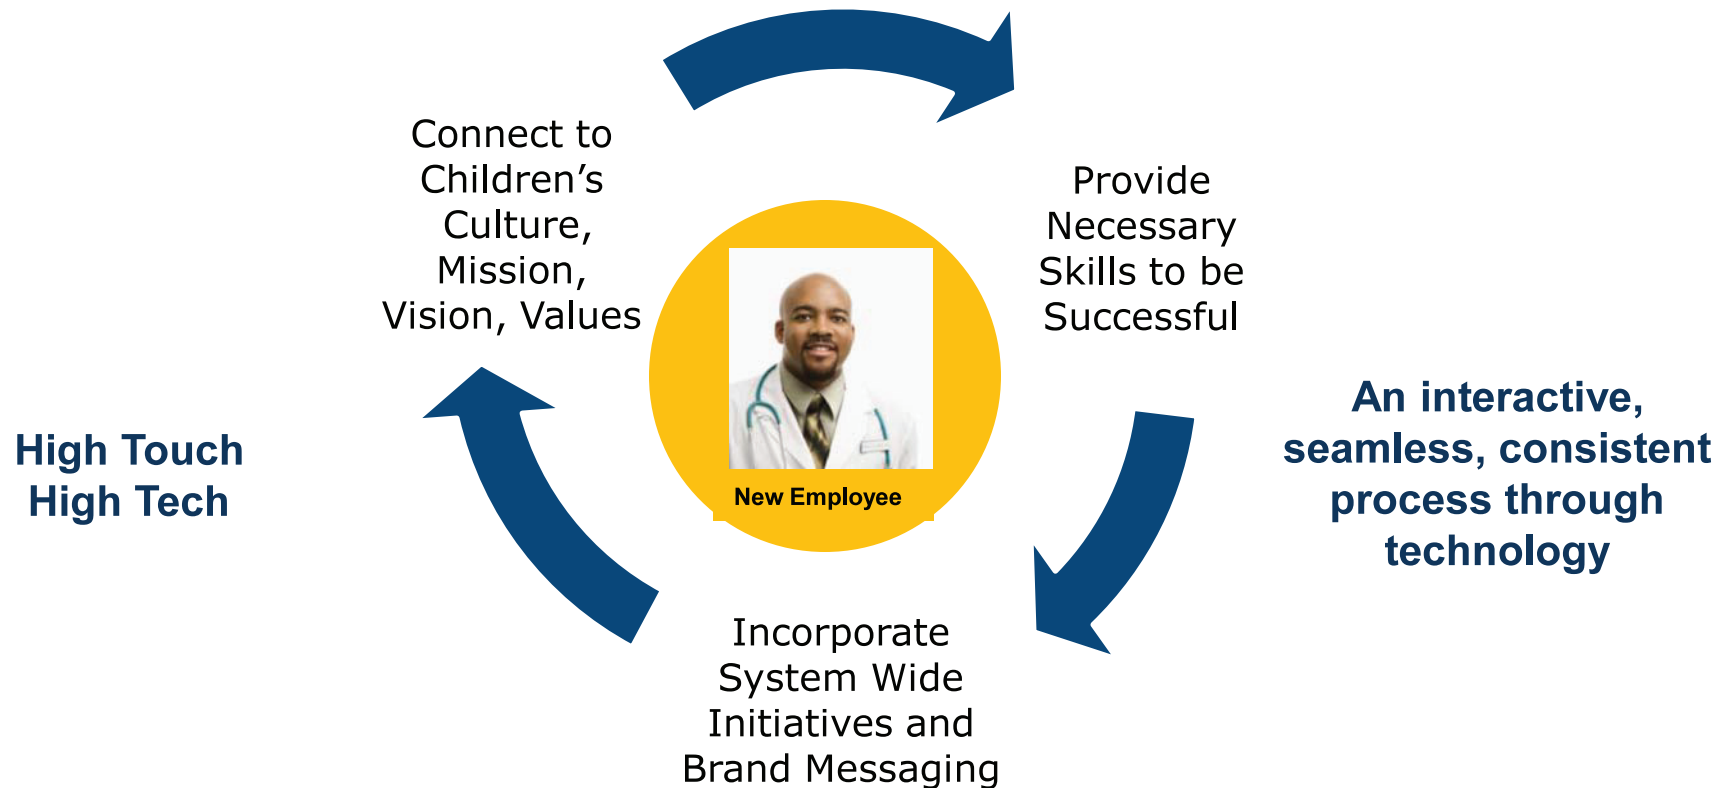 Connect to
Children’s
Culture,
Mission,
Vision, Values
Provide
Necessary
Skills to be
Successful
New Employee
High Touch
High Tech
An interactive,
seamless, consistent
process through
technology
Incorporate
System Wide
Initiatives and
Brand Messaging